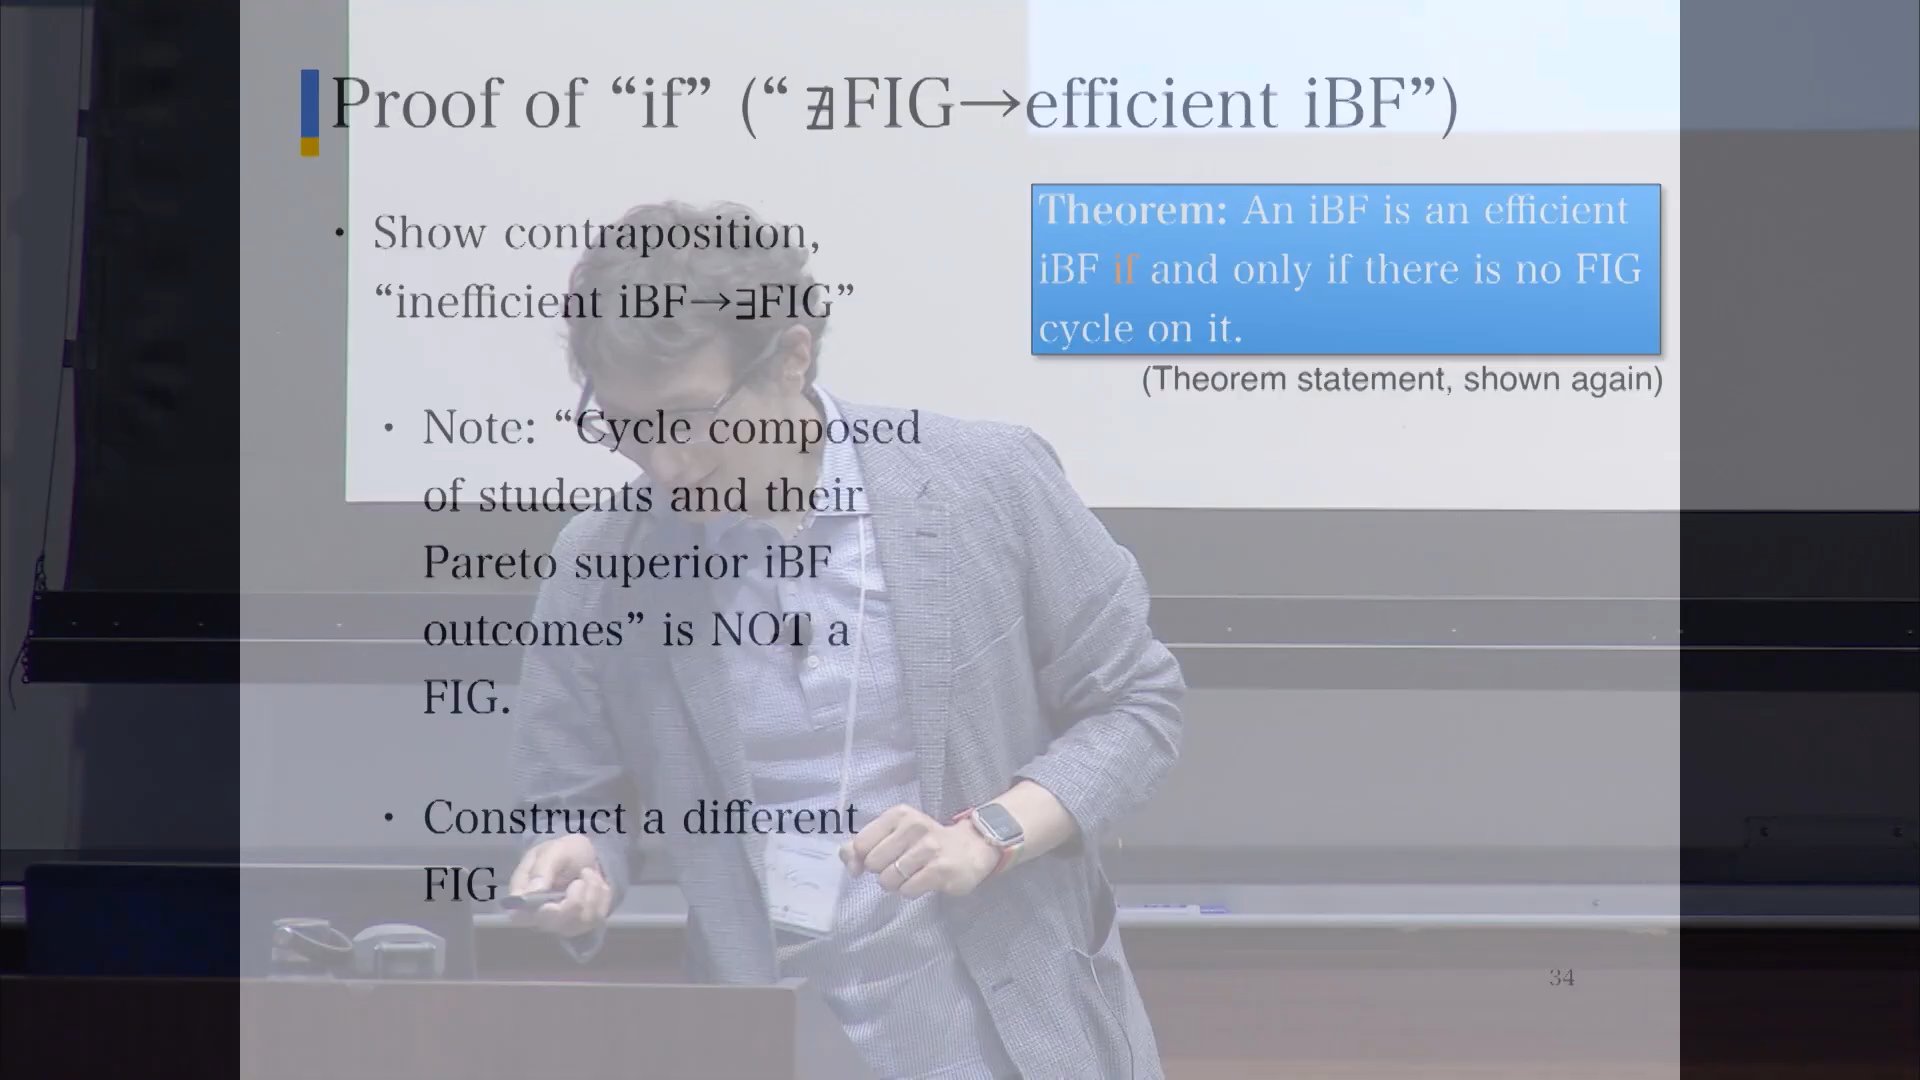 Proof of “if” (“∄FIG→efficient iBF”)
• Show contraposition,
“inefficient iBF→∃FIG”
• Note: “Cycle composed
of students and their
Pareto superior iBF
outcomes” is NOT a
FIG.
• Construct a different
FIG
Theorem: An iBF is an efficient
iBF if and only if there is no FIG
cycle on it.
(Theorem statement, shown again)
34